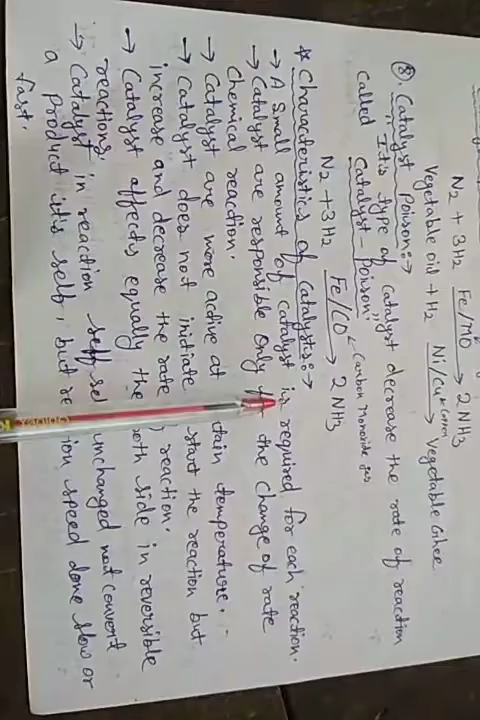 N2 + 3H2 Fe/Mo → 2NH3
Vegetable oil + H2 Ni/Cu → Vegetable Ghee
(8). Catalyst Poison:→
It's type of catalyst decrease the rate of reaction
called Catalyst-Poison.
N2 + 3H2 Fe/CO → 2NH3
Carbon monoxide gas
* Characteristics of Catalysts:→
→ A Small amount of catalyst is required for each reaction.
→ Catalyst are responsible only the change of rate
Chemical reaction.
→ Catalyst are more active at tain temperature.
→ Catalyst does not initiate start the reaction but
increase and decrease the rate reaction.
→ Catalyst affects equally the both side in reversible
reactions.
→ Catalyst in reaction self unchanged not convert
a Product it's self, but ion speed done slow or
fast.